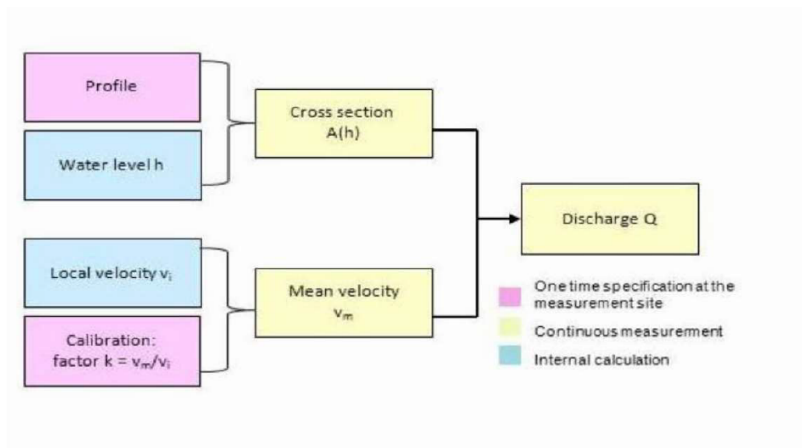 Profile
Water level h
Cross section
A(h)
Discharge Q
Local velocity vᵢ
Mean velocity
vₘ
Calibration:
factor k = vₘ/vᵢ
One time specification at the
measurement site
Continuous measurement
Internal calculation